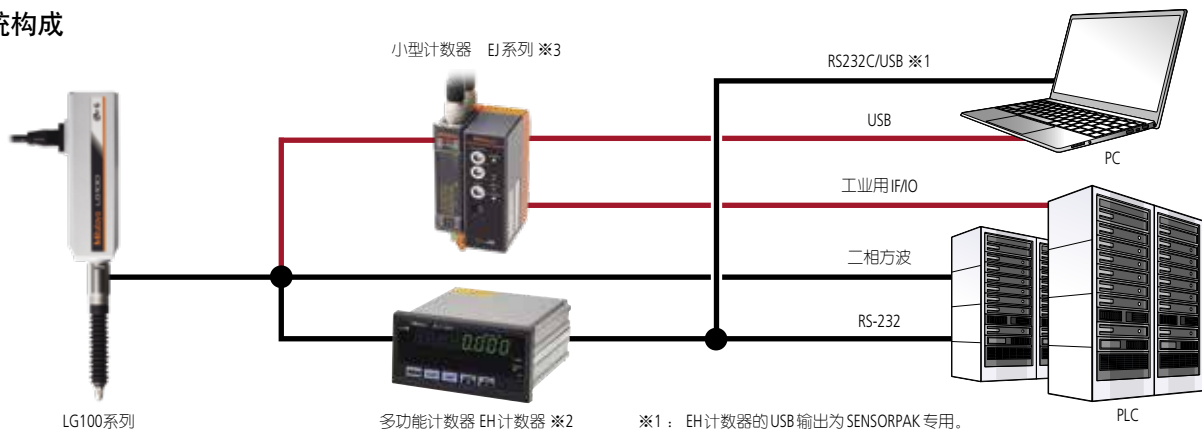 统构成
小型计数器 EJ系列 ※3
RS232C/USB ※1
USB
PC
工业用IF/IO
二相方波
0.000
RS-232
LG100系列
多功能计数器 EH计数器 ※2
※1： EH计数器的USB输出为SENSORPAK专用。
PLC